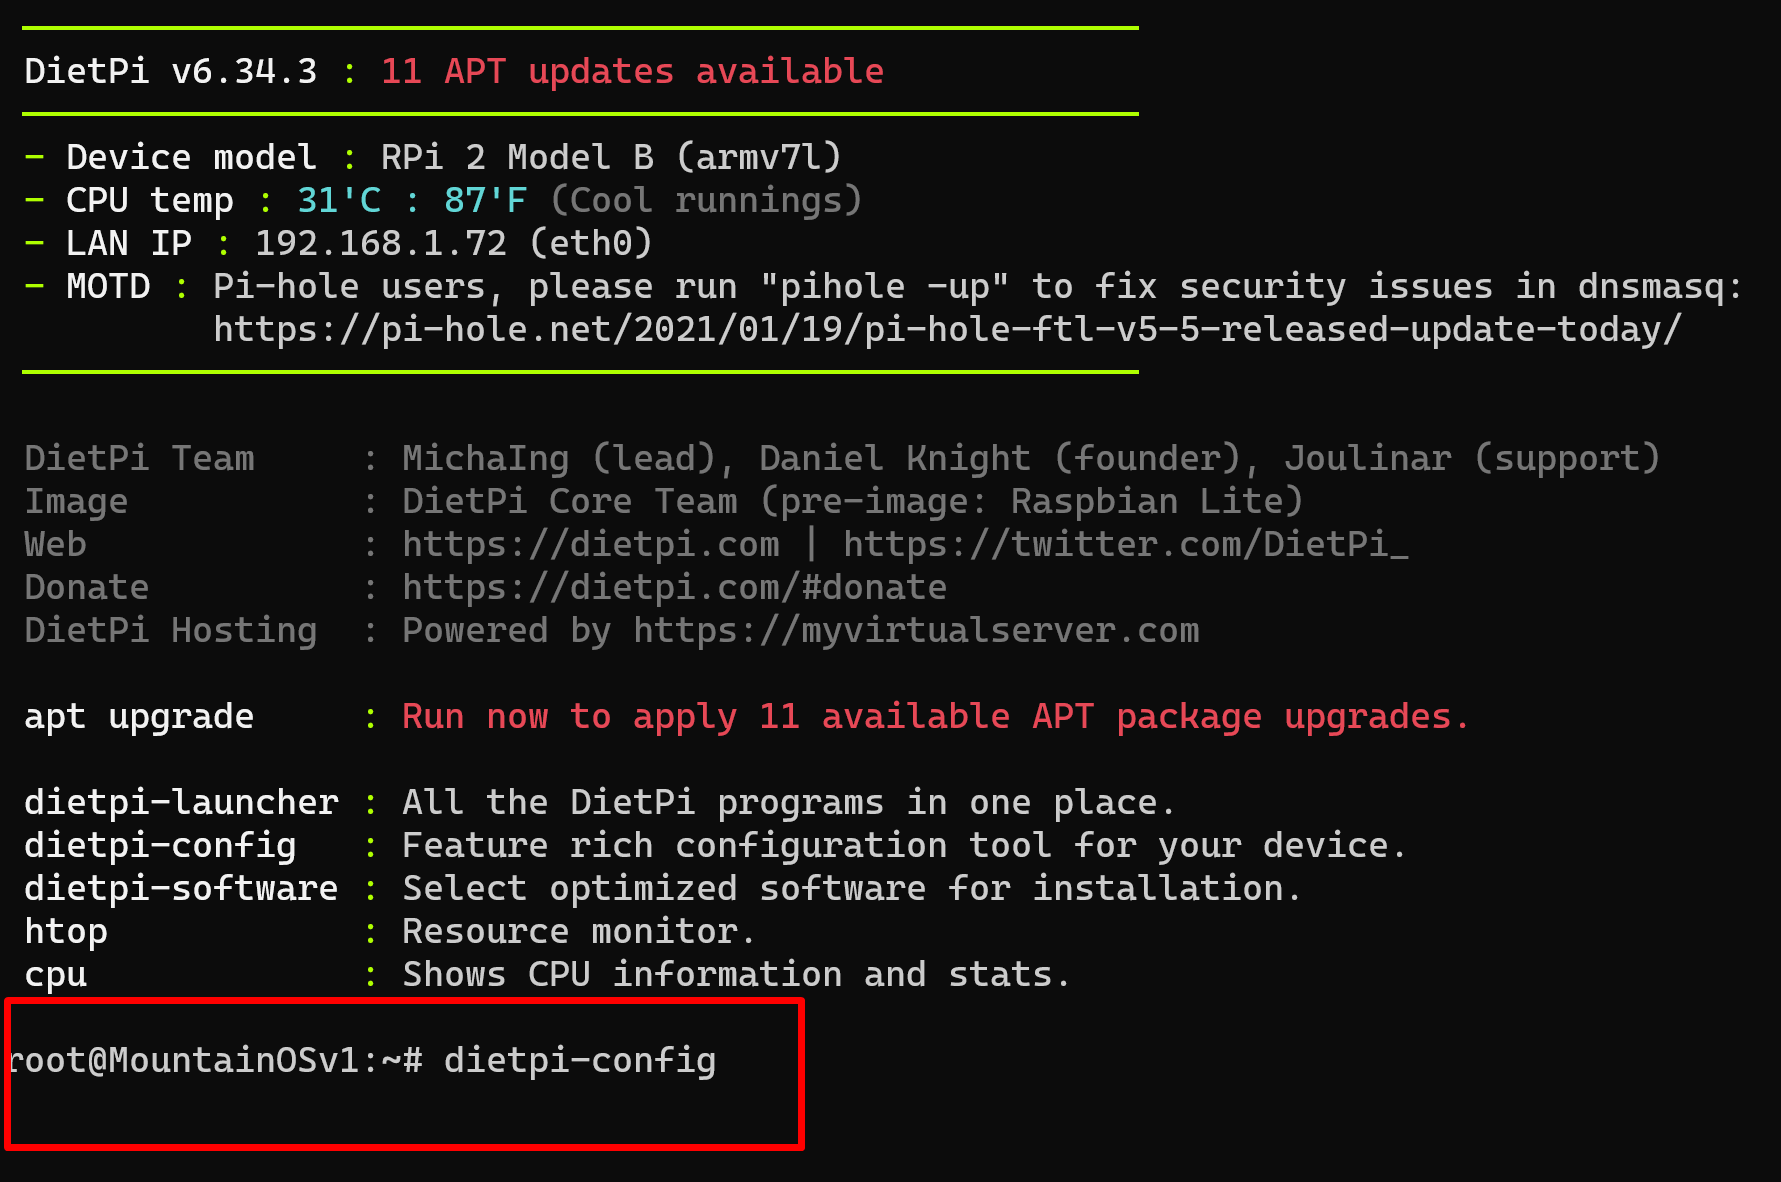 DietPi v6.34.3 : 11 APT updates available
- Device model : RPi 2 Model B (armv7l)
- CPU temp : 31'C : 87'F (Cool runnings)
- LAN IP : 192.168.1.72 (eth0)
- MOTD : Pi-hole users, please run "pihole -up" to fix security issues in dnsmasq:
https://pi-hole.net/2021/01/19/pi-hole-ftl-v5-5-released-update-today/
DietPi Team : MichaIng (lead), Daniel Knight (founder), Joulinar (support)
Image : DietPi Core Team (pre-image: Raspbian Lite)
Web : https://dietpi.com | https://twitter.com/DietPi_
Donate : https://dietpi.com/#donate
DietPi Hosting : Powered by https://myvirtualserver.com
apt upgrade : Run now to apply 11 available APT package upgrades.
dietpi-launcher : All the DietPi programs in one place.
dietpi-config : Feature rich configuration tool for your device.
dietpi-software : Select optimized software for installation.
htop : Resource monitor.
cpu : Shows CPU information and stats.
root@MountainOSv1:~# dietpi-config